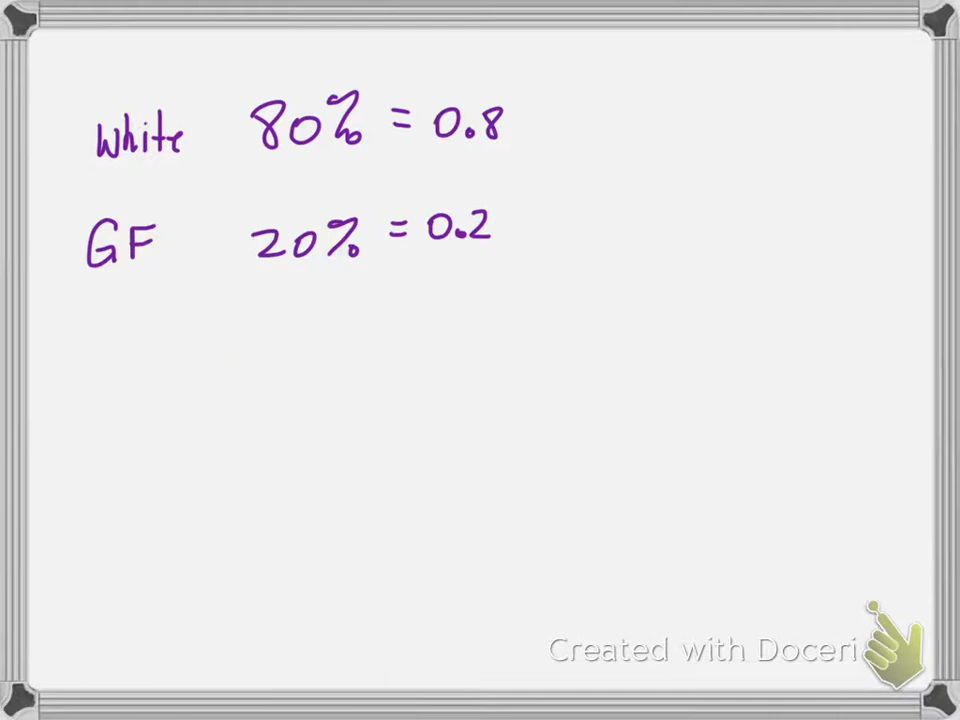 White 80% = 0.8
GF 20% = 0.2
Created with Doceri